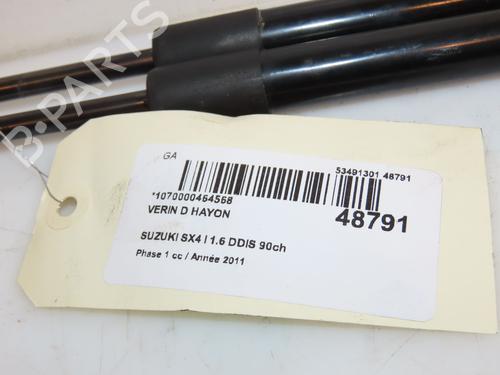 B-PARTS
GA
53491301 48791
*1070000464568
48791
VERIN D HAYON
SUZUKI SX4 I 1.6 DDIS 90ch
Phase 1 cc / Année 2011